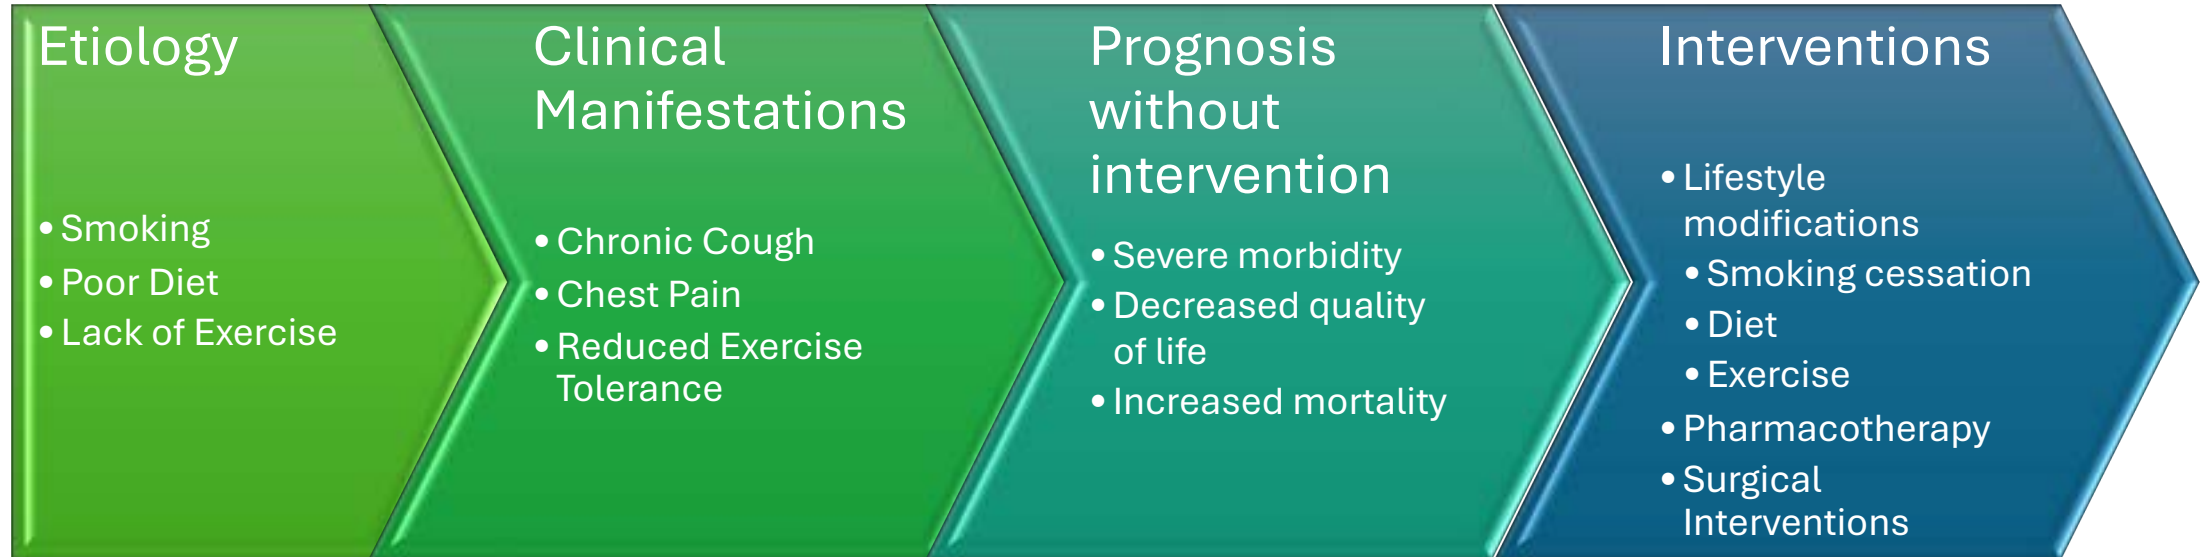 Etiology
• Smoking
• Poor Diet
• Lack of Exercise
Clinical
Manifestations
• Chronic Cough
• Chest Pain
• Reduced Exercise
Tolerance
Prognosis
without
intervention
• Severe morbidity
• Decreased quality
of life
• Increased mortality
Interventions
• Lifestyle
modifications
• Smoking cessation
• Diet
• Exercise
• Pharmacotherapy
• Surgical
Interventions